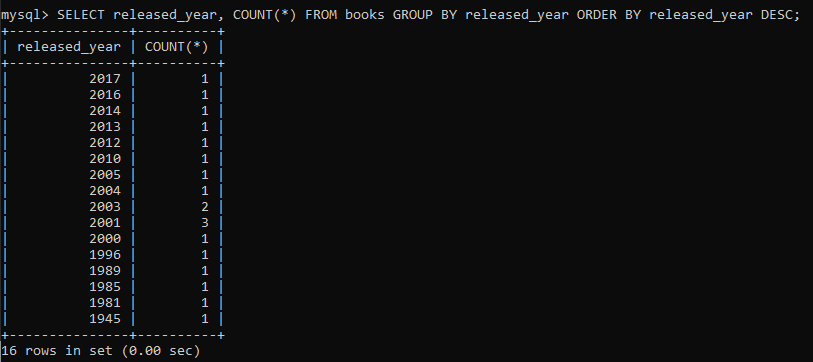 mysql> SELECT released_year, COUNT(*) FROM books GROUP BY released_year ORDER BY released_year DESC;
+---------------+----------+
| released_year | COUNT(*) |
+---------------+----------+
|          2017 |        1 |
|          2016 |        1 |
|          2014 |        1 |
|          2013 |        1 |
|          2012 |        1 |
|          2010 |        1 |
|          2005 |        1 |
|          2004 |        1 |
|          2003 |        2 |
|          2001 |        3 |
|          2000 |        1 |
|          1996 |        1 |
|          1989 |        1 |
|          1985 |        1 |
|          1981 |        1 |
|          1945 |        1 |
+---------------+----------+
16 rows in set (0.00 sec)